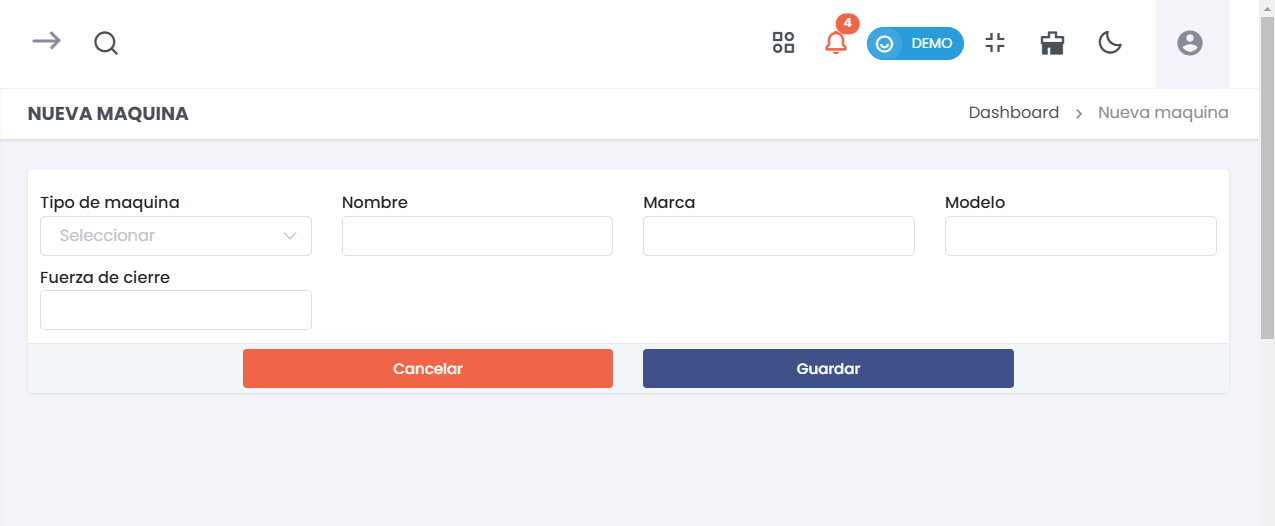 4
DEMO
NUEVA MAQUINA
Dashboard > Nueva maquina
Tipo de maquina
Nombre
Marca
Modelo
Seleccionar
Fuerza de cierre
Cancelar
Guardar